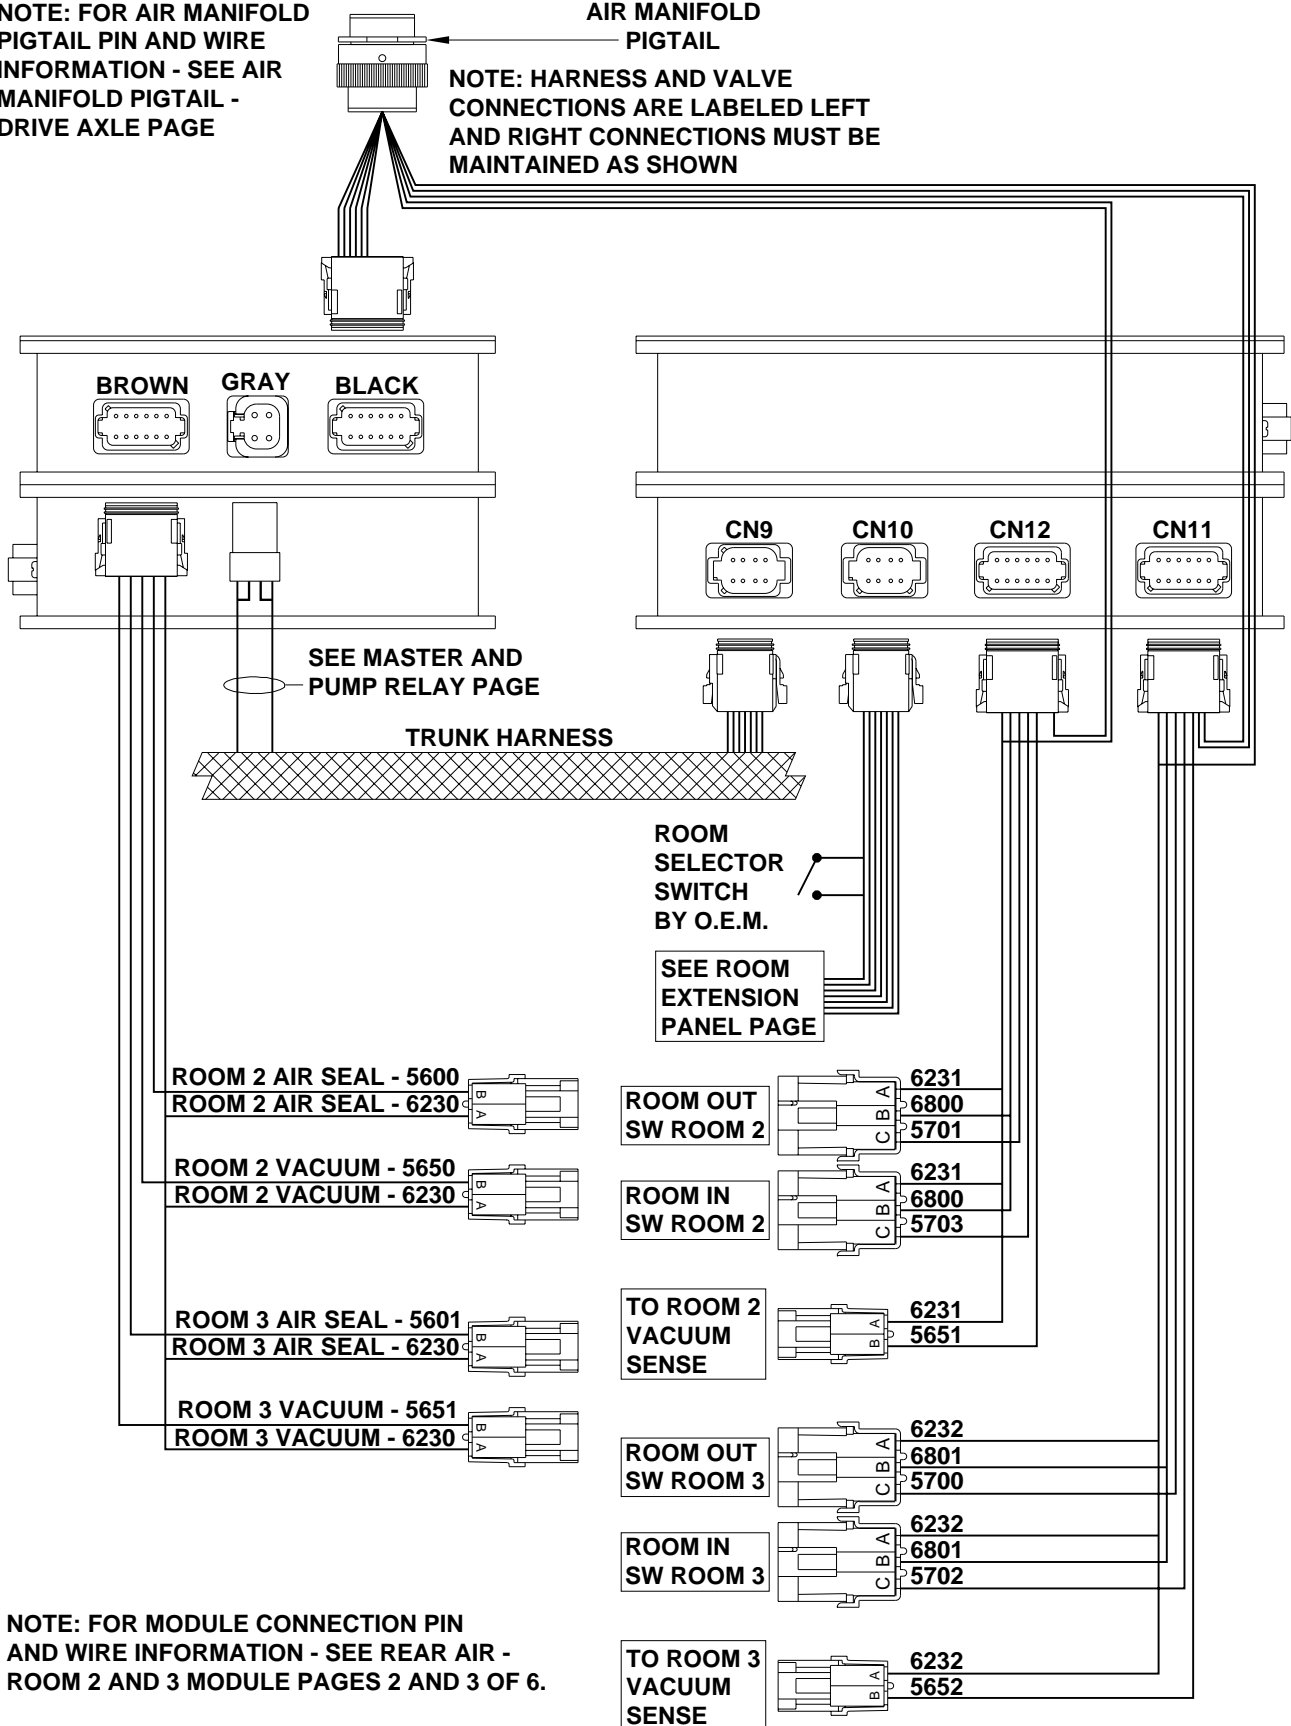 NOTE: FOR AIR MANIFOLD
PIGTAIL PIN AND WIRE
INFORMATION - SEE AIR
MANIFOLD PIGTAIL -
DRIVE AXLE PAGE
AIR MANIFOLD
PIGTAIL
NOTE: HARNESS AND VALVE
CONNECTIONS ARE LABELED LEFT
AND RIGHT CONNECTIONS MUST BE
MAINTAINED AS SHOWN
BROWN
GRAY
BLACK
CN9
CN10
CN12
CN11
SEE MASTER AND
PUMP RELAY PAGE
TRUNK HARNESS
ROOM
SELECTOR
SWITCH
BY O.E.M.
SEE ROOM
EXTENSION
PANEL PAGE
ROOM 2 AIR SEAL - 5600
ROOM 2 AIR SEAL - 6230
B
A
ROOM 2 VACUUM - 5650
ROOM 2 VACUUM - 6230
B
A
ROOM 3 AIR SEAL - 5601
ROOM 3 AIR SEAL - 6230
B
A
ROOM 3 VACUUM - 5651
ROOM 3 VACUUM - 6230
B
A
ROOM OUT
SW ROOM 2
A
B
C
6231
6800
5701
ROOM IN
SW ROOM 2
A
B
C
6231
6800
5703
TO ROOM 2
VACUUM
SENSE
A
B
6231
5651
ROOM OUT
SW ROOM 3
A
B
C
6232
6801
5700
ROOM IN
SW ROOM 3
A
B
C
6232
6801
5702
TO ROOM 3
VACUUM
SENSE
A
B
6232
5652
NOTE: FOR MODULE CONNECTION PIN
AND WIRE INFORMATION - SEE REAR AIR -
ROOM 2 AND 3 MODULE PAGES 2 AND 3 OF 6.